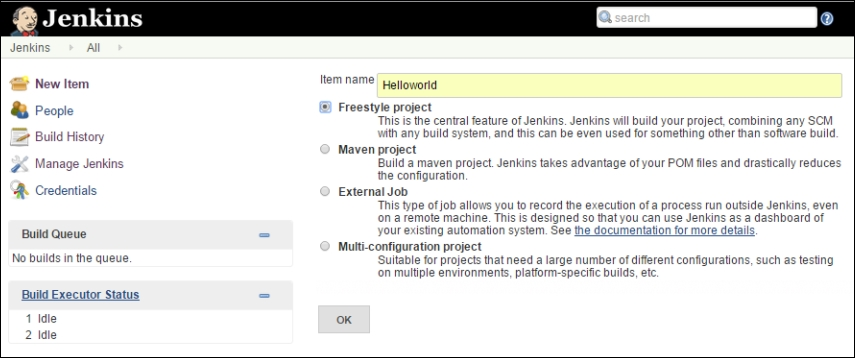 Jenkins
search
Jenkins All
New Item
People
Build History
Manage Jenkins
Credentials
Build Queue
No builds in the queue.
Build Executor Status
1 Idle
2 Idle
Item name Helloworld
Freestyle project
This is the central feature of Jenkins. Jenkins will build your project, combining any SCM
with any build system, and this can be even used for something other than software build.
Maven project
Build a maven project. Jenkins takes advantage of your POM files and drastically reduces
the configuration.
External Job
This type of job allows you to record the execution of a process run outside Jenkins, even
on a remote machine. This is designed so that you can use Jenkins as a dashboard of
your existing automation system. See the documentation for more details.
Multi-configuration project
Suitable for projects that need a large number of different configurations, such as testing
on multiple environments, platform-specific builds, etc.
OK